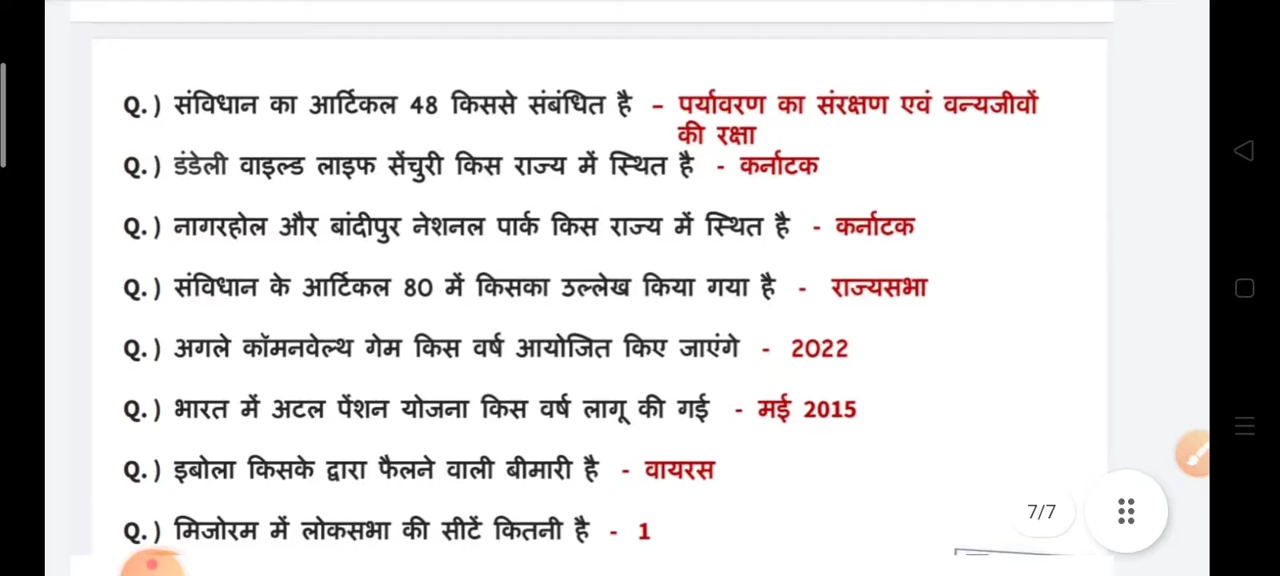 Q.) संविधान का आर्टिकल 48 किससे संबंधित है - पर्यावरण का संरक्षण एवं वन्यजीवों
की रक्षा
Q.) डंडेली वाइल्ड लाइफ सेंचुरी किस राज्य में स्थित है - कर्नाटक
Q.) नागरहोल और बांदीपुर नेशनल पार्क किस राज्य में स्थित है - कर्नाटक
Q.) संविधान के आर्टिकल 80 में किसका उल्लेख किया गया है - राज्यसभा
Q.) अगले कॉमनवेल्थ गेम किस वर्ष आयोजित किए जाएंगे - 2022
Q.) भारत में अटल पेंशन योजना किस वर्ष लागू की गई - मई 2015
Q.) इबोला किसके द्वारा फैलने वाली बीमारी है - वायरस
7/7
Q.) मिजोरम में लोकसभा की सीटें कितनी है - 1